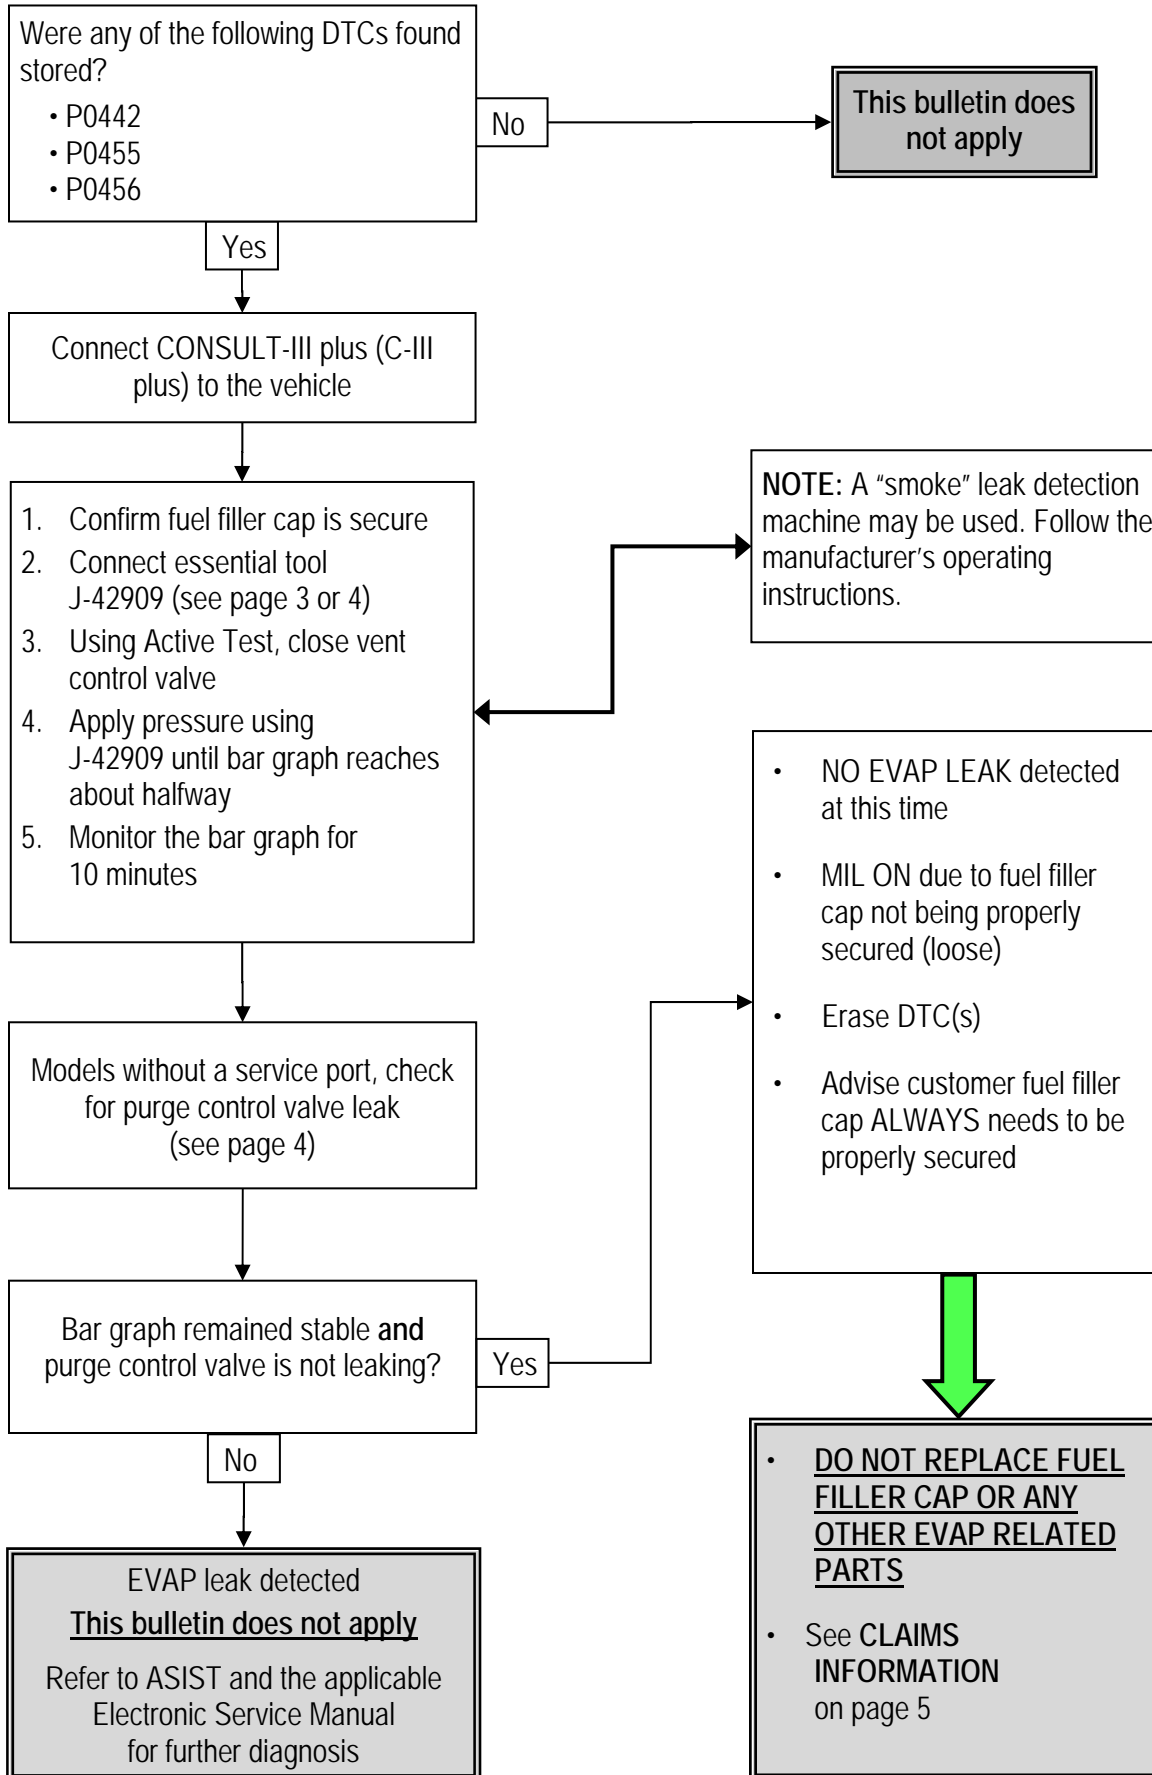 Were any of the following DTCs found
stored?
• P0442
• P0455
• P0456
No
This bulletin does
not apply
Yes
Connect CONSULT-III plus (C-III
plus) to the vehicle
1. Confirm fuel filler cap is secure
2. Connect essential tool
J-42909 (see page 3 or 4)
3. Using Active Test, close vent
control valve
4. Apply pressure using
J-42909 until bar graph reaches
about halfway
5. Monitor the bar graph for
10 minutes
NOTE: A “smoke” leak detection
machine may be used. Follow the
manufacturer’s operating
instructions.
Models without a service port, check
for purge control valve leak
(see page 4)
Bar graph remained stable and
purge control valve is not leaking?
Yes
• NO EVAP LEAK detected
at this time
• MIL ON due to fuel filler
cap not being properly
secured (loose)
• Erase DTC(s)
• Advise customer fuel filler
cap ALWAYS needs to be
properly secured
No
EVAP leak detected
This bulletin does not apply
Refer to ASIST and the applicable
Electronic Service Manual
for further diagnosis
• DO NOT REPLACE FUEL
FILLER CAP OR ANY
OTHER EVAP RELATED
PARTS
• See CLAIMS
INFORMATION
on page 5